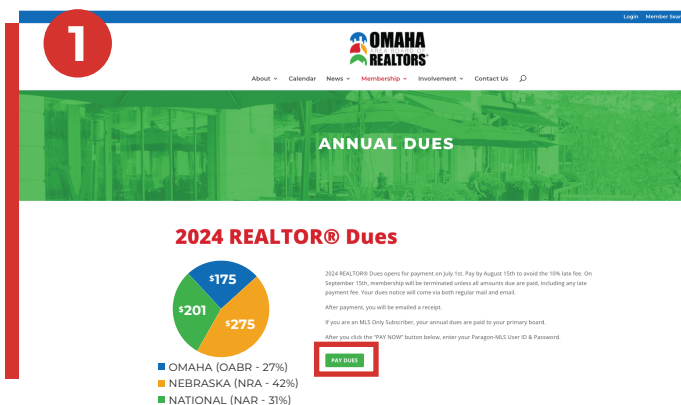 Login Member Sear
1
OMAHA
AREA BOARD OF
REALTORS®
About Calendar News Membership Involvement Contact Us
ANNUAL DUES
2024 REALTOR® Dues
$175
$201
$275
OMAHA (OABR - 27%)
NEBRASKA (NRA - 42%)
NATIONAL (NAR - 31%)
2024 REALTOR® Dues opens for payment on July 1st. Pay by August 15th to avoid the 10% late fee. On
September 15th, membership will be terminated unless all amounts due are paid, including any late
payment fee. Your dues notice will come via both regular mail and email.
After payment, you will be emailed a receipt.
If you are an MLS Only Subscriber, your annual dues are paid to your primary board.
After you click the "PAY NOW" button below, enter your Paragon-MLS User ID & Password.
PAY DUES